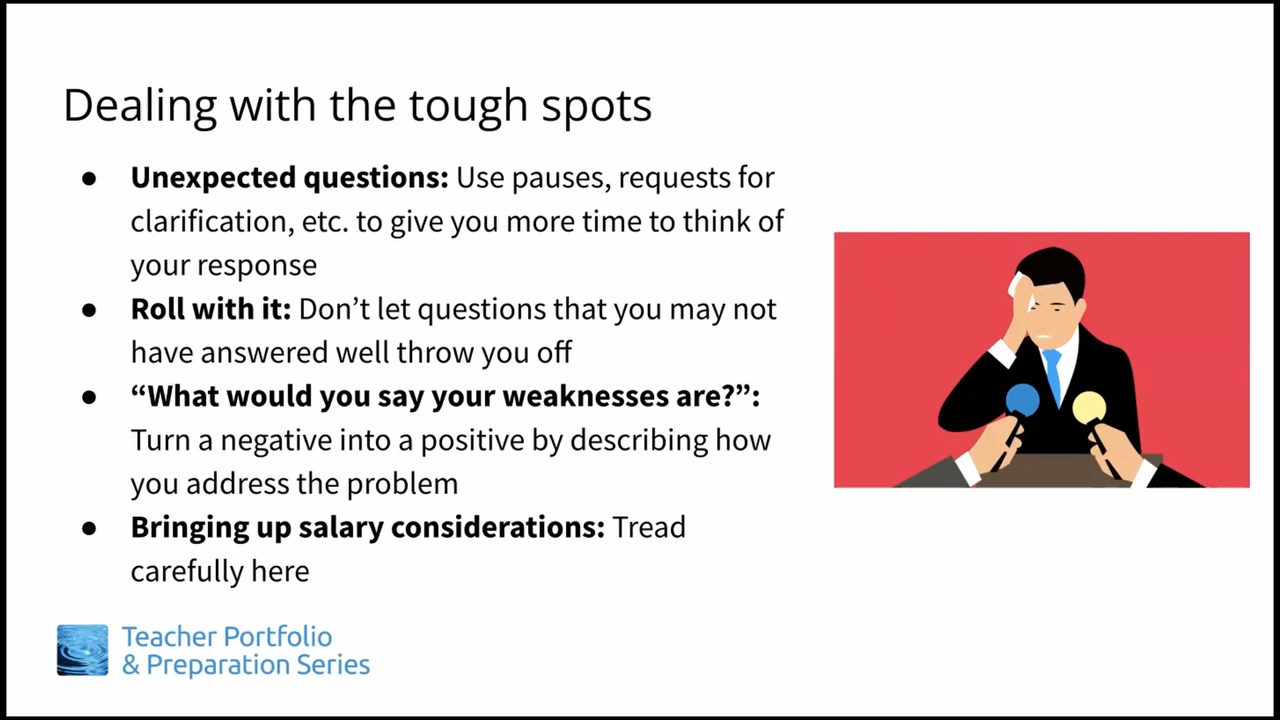 Dealing with the tough spots
● Unexpected questions: Use pauses, requests for
clarification, etc. to give you more time to think of
your response
● Roll with it: Don’t let questions that you may not
have answered well throw you off
● “What would you say your weaknesses are?”:
Turn a negative into a positive by describing how
you address the problem
● Bringing up salary considerations: Tread
carefully here
Teacher Portfolio
& Preparation Series